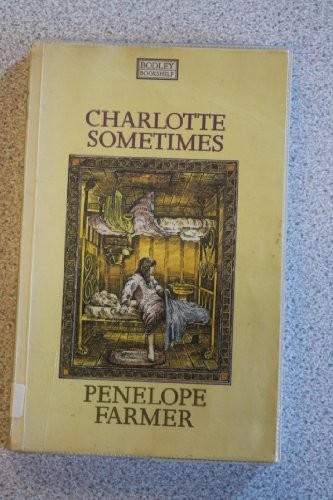 BODLEY
BOOKSHELF
CHARLOTTE
SOMETIMES
PENELOPE
FARMER